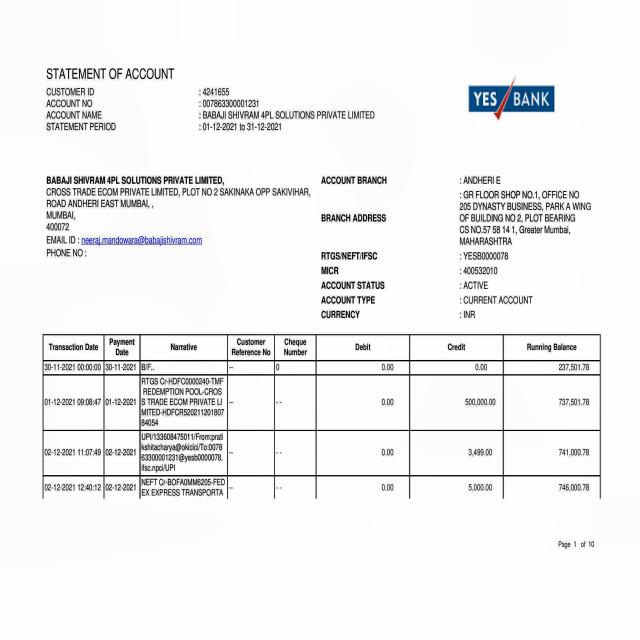 STATEMENT OF ACCOUNT
CUSTOMER ID : 4241655
ACCOUNT NO : 007863300001231
ACCOUNT NAME : BABAJI SHIVRAM 4PL SOLUTIONS PRIVATE LIMITED
STATEMENT PERIOD : 01-12-2021 to 31-12-2021
YES BANK
BABAJI SHIVRAM 4PL SOLUTIONS PRIVATE LIMITED,
CROSS TRADE ECOM PRIVATE LIMITED, PLOT NO 2 SAKINAKA OPP SAKIVIHAR,
ROAD ANDHERI EAST MUMBAI, ,
MUMBAI,
400072
EMAIL ID : neeraj.mandowara@babajishivram.com
PHONE NO :
ACCOUNT BRANCH : ANDHERI E
BRANCH ADDRESS : GR FLOOR SHOP NO.1, OFFICE NO
205 DYNASTY BUSINESS, PARK A WING
OF BUILDING NO 2, PLOT BEARING
CS NO.57 58 14 1, Greater Mumbai,
MAHARASHTRA
RTGS/NEFT/IFSC : YESB0000078
MICR : 400532010
ACCOUNT STATUS : ACTIVE
ACCOUNT TYPE : CURRENT ACCOUNT
CURRENCY : INR
Transaction Date Payment Date Narrative Customer Reference No Cheque Number Debit Credit Running Balance
30-11-2021 00:00:00 30-11-2021 B/F.. -- 0 0.00 0.00 237,501.78
01-12-2021 09:08:47 01-12-2021 RTGS Cr-HDFC0000240-TMF
REDEMPTION POOL-CROS
S TRADE ECOM PRIVATE LI
MITED-HDFCR520211201807
84054 -- -- 0.00 500,000.00 737,501.78
02-12-2021 11:07:49 02-12-2021 UPI/133608475011/From:prati
kshitacharya@okicici/To:0078
63300001231@yesb0000078.
ifsc.npci/UPI -- -- 0.00 3,499.00 741,000.78
02-12-2021 12:40:12 02-12-2021 NEFT Cr-BOFA0MM6205-FED
EX EXPRESS TRANSPORTA -- -- 0.00 5,000.00 746,000.78
Page 1 of 10